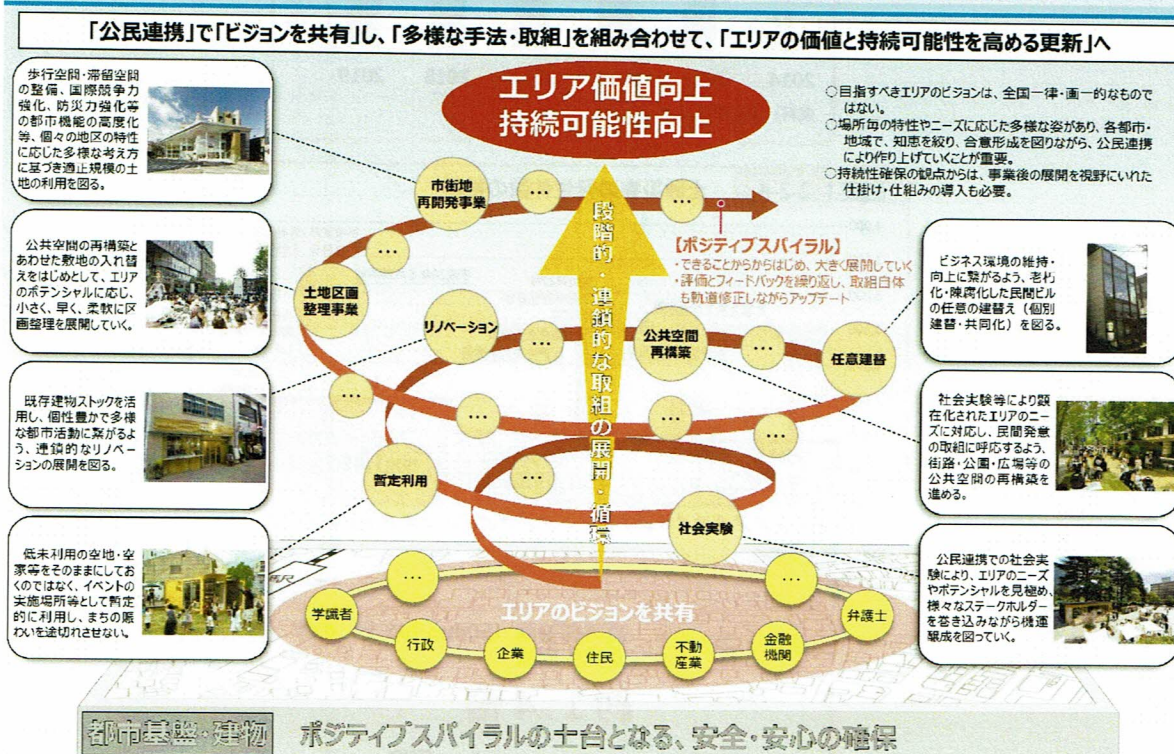 「公民連携」で「ビジョンを共有」し、「多様な手法・取組」を組み合わせて、「エリアの価値と持続可能性を高める更新」へ
歩行空間・滞留空間
の整備、国際競争力
強化、防災力強化等
の都市機能の高度化
等、個々の地区の特性
に応じた多様な考え方
に基づき適正規模の土
地の利用を図る。
公共空間の再構築と
あわせた敷地の入れ替
えをはじめとして、エリア
のポテンシャルに応じ、
小さく、早く、柔軟に区
画整理を展開していく。
既存建物ストックを活
用し、個性豊かで多様
な都市活動に繋がるよ
う、連鎖的なリノベー
ションの展開を図る。
低未利用の空地・空
家等をそのままにしてお
くのではなく、イベントの
実施場所等として暫定
的に利用し、まちの賑
わいを途切れさせない。
エリア価値向上
持続可能性向上
○目指すべきエリアのビジョンは、全国一律・画一的なもので
はない。
○場所毎の特性やニーズに応じた多様な姿があり、各都市・
地域で、知恵を絞り、合意形成を図りながら、公民連携
により作り上げていくことが重要。
○持続性確保の観点からは、事業後の展開を視野にいれた
仕掛け・仕組みの導入も必要。
市街地
再開発事業
…
…
…
土地区画
整理事業
【ポジティブスパイラル】
・できることからからはじめ、大きく展開していく
・評価とフィードバックを繰り返し、取組自体
も軌道修正しながらアップデート
段階的・連鎖的な取組の展開・循環
リノベーション
…
公共空間
再構築
…
任意建替
…
…
…
…
暫定利用
…
社会実験
ビジネス環境の維持・
向上に繋がるよう、老朽
化・陳腐化した民間ビル
の任意の建替え（個別
建替・共同化）を図る。
社会実験等により顕
在化されたエリアのニー
ズに対応し、民間発意
の取組に呼応するよう、
街路・公園・広場等の
公共空間の再構築を
進める。
公民連携での社会実
験により、エリアのニーズ
やポテンシャルを見極め、
様々なステークホルダー
を巻き込みながら機運
醸成を図っていく。
駅
エリアのビジョンを共有
…
…
学識者
行政
企業
住民
不動
産業
金融
機関
弁護士
都市基盤・建物
ポジティブスパイラルの土台となる、安全・安心の確保